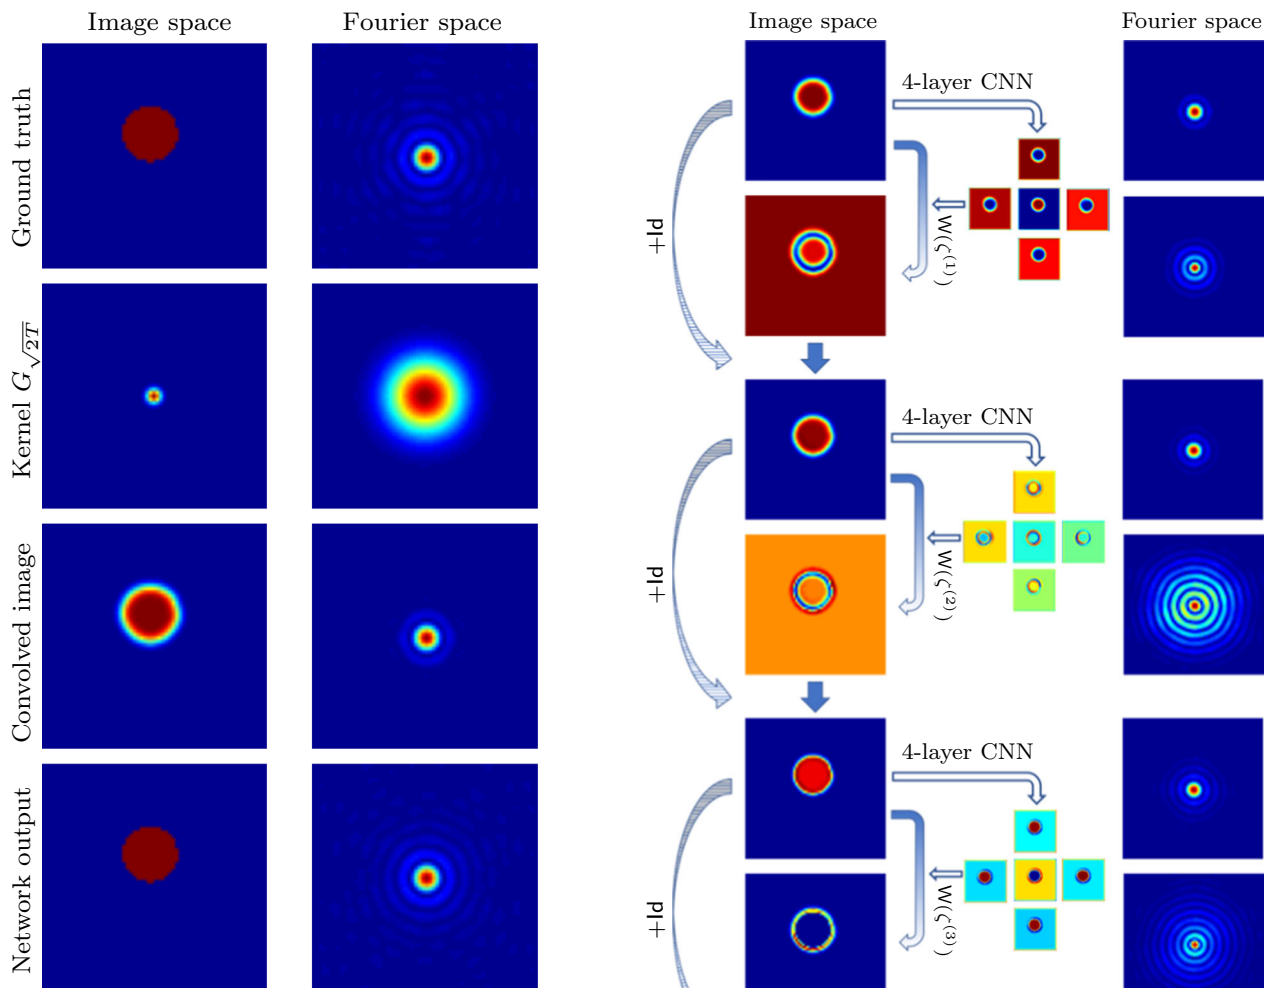 Image space
Fourier space
Ground truth
Kernel G√2T
Convolved image
Network output
Image space
Fourier space
4-layer CNN
W(ζ(1))
+Id
4-layer CNN
W(ζ(2))
+Id
4-layer CNN
W(ζ(3))
+Id